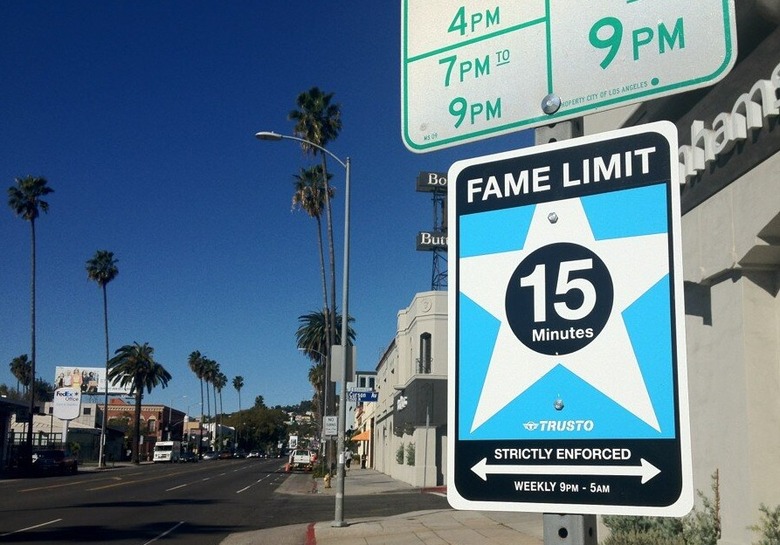 4PM
7PM TO
9PM
9PM
PROPERTY CITY OF LOS ANGELES
FAME LIMIT
15
Minutes
TRUSTO
STRICTLY ENFORCED
WEEKLY 9PM - 5AM
FedEx
Office